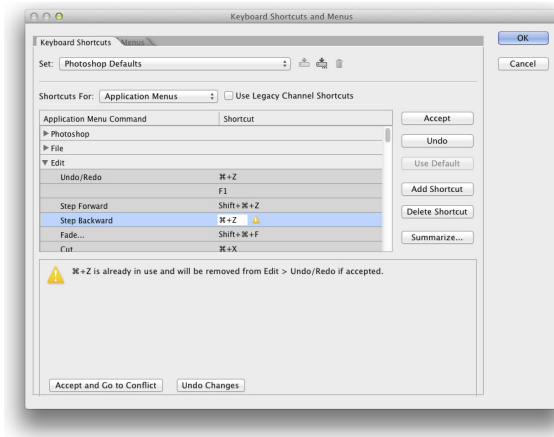 Keyboard Shortcuts and Menus
Keyboard Shortcuts Menus
OK
Set: Photoshop Defaults
Cancel
Shortcuts For: Application Menus Use Legacy Channel Shortcuts
Application Menu Command Shortcut
Accept
Photoshop
Undo
File
Edit
Use Default
Undo/Redo ⌘+Z
F1
Add Shortcut
Step Forward Shift+⌘+Z
Delete Shortcut
Step Backward ⌘+Z
Fade... Shift+⌘+F
Summarize...
Cut ⌘+X
⌘+Z is already in use and will be removed from Edit > Undo/Redo if accepted.
Accept and Go to Conflict Undo Changes